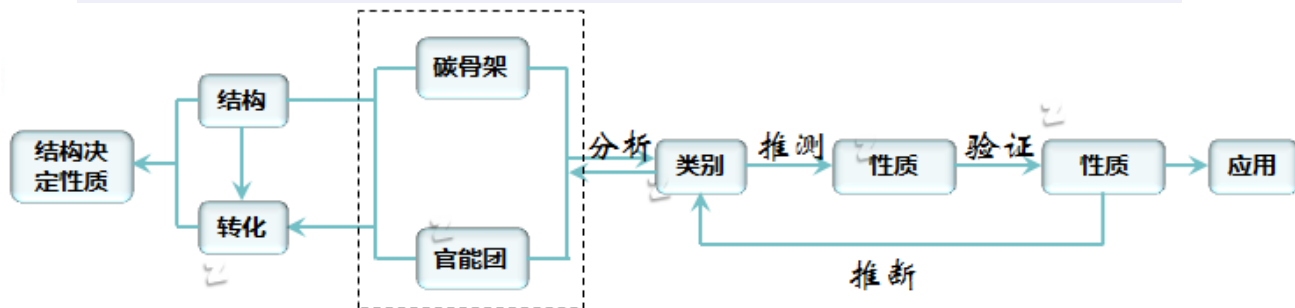 结构决
定性质
结构
转化
碳骨架
官能团
分析
类别
推测
性质
验证
性质
应用
推断